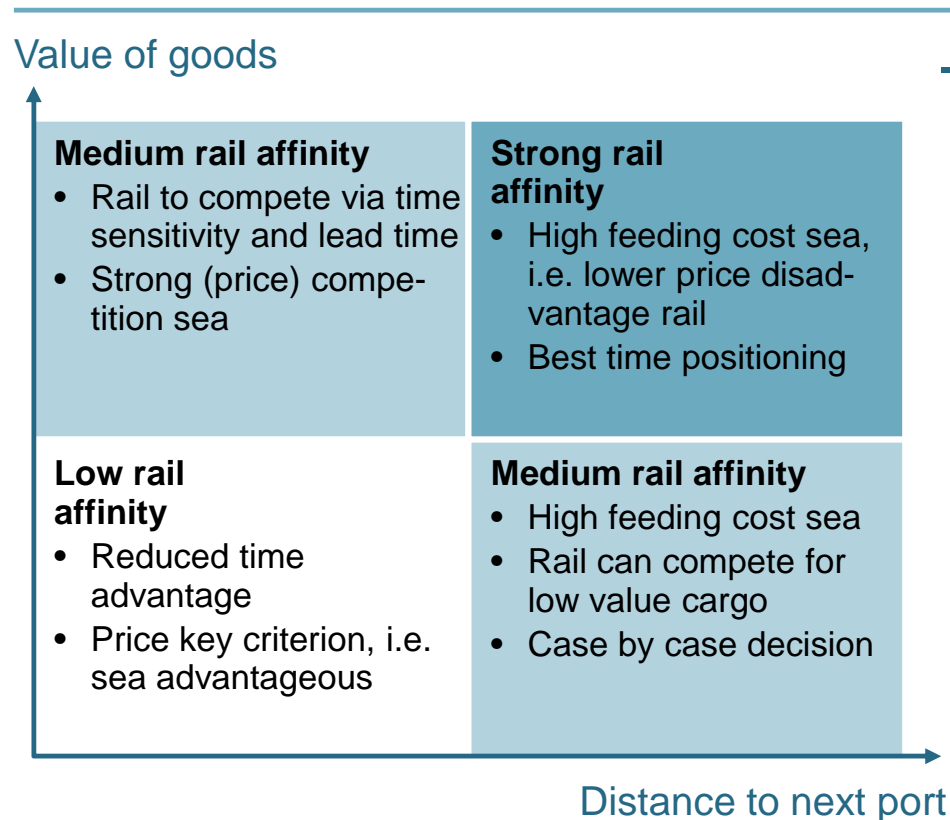 Value of goods
Medium rail affinity
• Rail to compete via time
sensitivity and lead time
• Strong (price) compe-
tition sea
Strong rail
affinity
• High feeding cost sea,
i.e. lower price disad-
vantage rail
• Best time positioning
Low rail
affinity
• Reduced time
advantage
• Price key criterion, i.e.
sea advantageous
Medium rail affinity
• High feeding cost sea
• Rail can compete for
low value cargo
• Case by case decision
Distance to next port